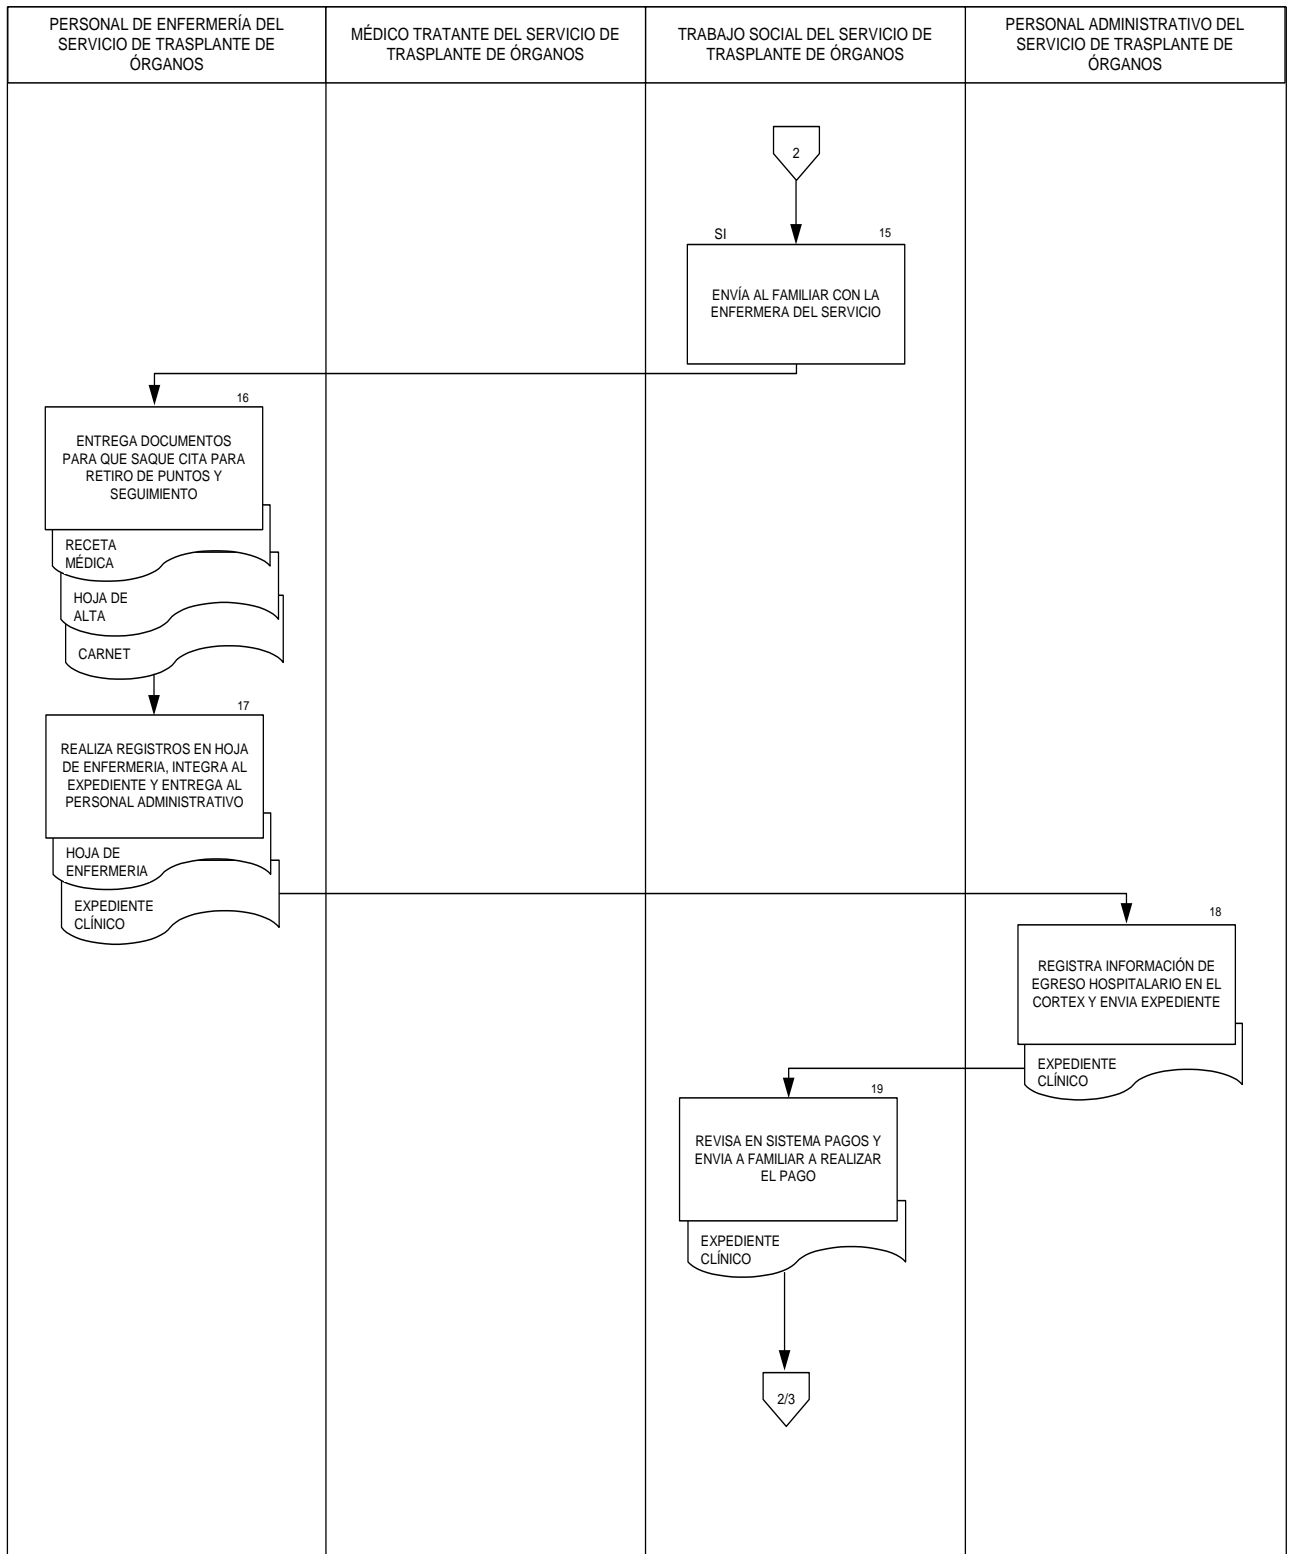 PERSONAL DE ENFERMERÍA DEL
SERVICIO DE TRASPLANTE DE
ÓRGANOS
MÉDICO TRATANTE DEL SERVICIO DE
TRASPLANTE DE ÓRGANOS
TRABAJO SOCIAL DEL SERVICIO DE
TRASPLANTE DE ÓRGANOS
PERSONAL ADMINISTRATIVO DEL
SERVICIO DE TRASPLANTE DE
ÓRGANOS
2
SI
15
ENVÍA AL FAMILIAR CON LA
ENFERMERA DEL SERVICIO
16
ENTREGA DOCUMENTOS
PARA QUE SAQUE CITA PARA
RETIRO DE PUNTOS Y
SEGUIMIENTO
RECETA
MÉDICA
HOJA DE
ALTA
CARNET
17
REALIZA REGISTROS EN HOJA
DE ENFERMERIA, INTEGRA AL
EXPEDIENTE Y ENTREGA AL
PERSONAL ADMINISTRATIVO
HOJA DE
ENFERMERIA
EXPEDIENTE
CLÍNICO
18
REGISTRA INFORMACIÓN DE
EGRESO HOSPITALARIO EN EL
CORTEX Y ENVIA EXPEDIENTE
EXPEDIENTE
CLÍNICO
19
REVISA EN SISTEMA PAGOS Y
ENVIA A FAMILIAR A REALIZAR
EL PAGO
EXPEDIENTE
CLÍNICO
2/3